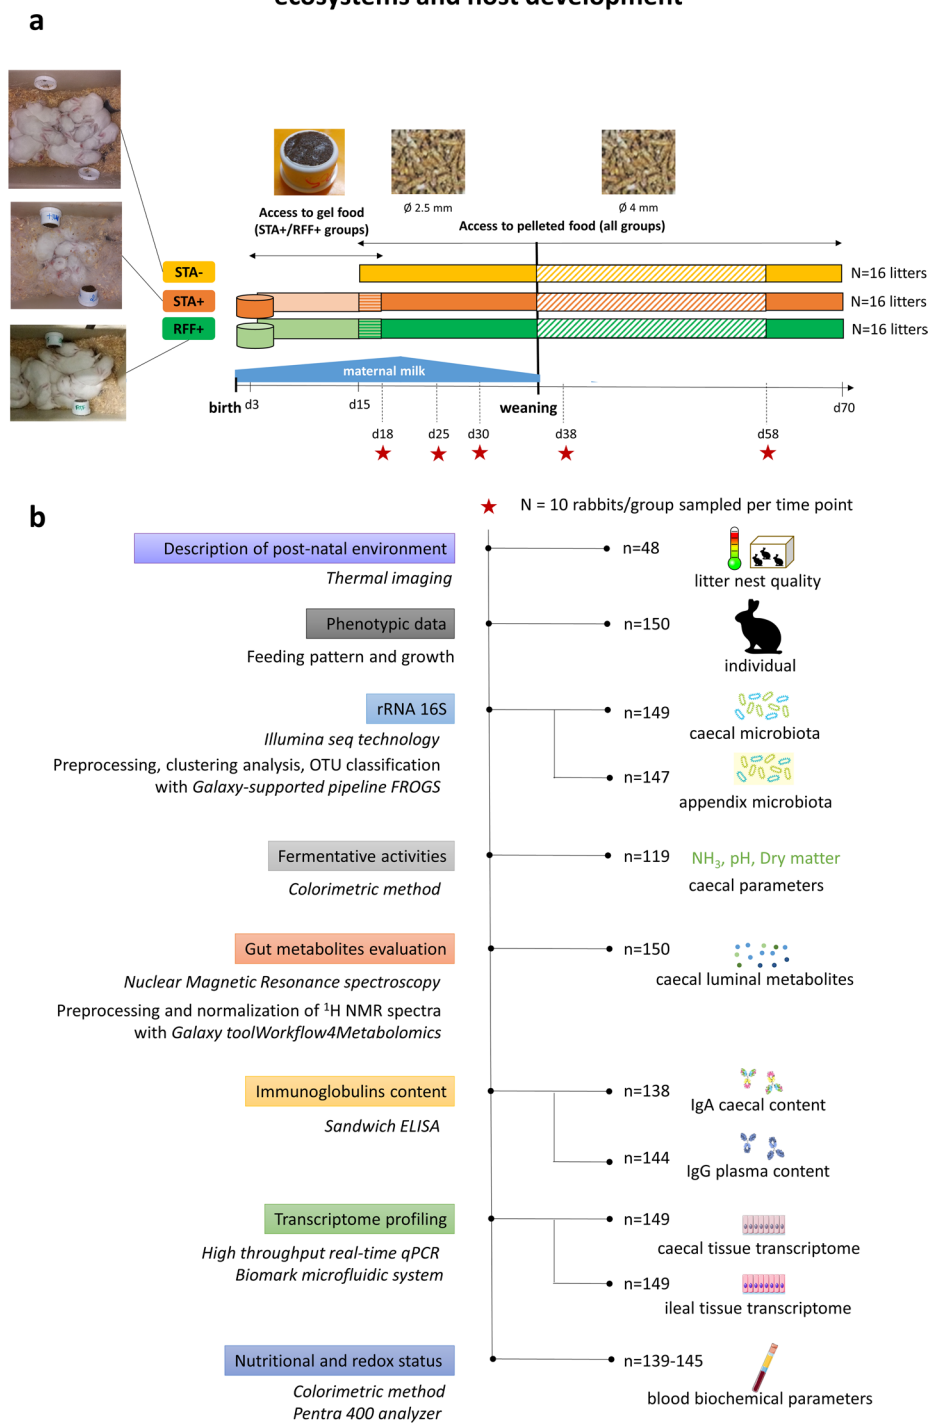 ecosystems and host development
a
Ø 2.5 mm
Ø 4 mm
Access to gel food
(STA+/RFF+ groups)
Access to pelleted food (all groups)
STA-
N=16 litters
STA+
N=16 litters
RFF+
N=16 litters
maternal milk
birth
d3
d15
weaning
d70
d18
d25
d30
d38
d58
b
N = 10 rabbits/group sampled per time point
Description of post-natal environment
n=48
Thermal imaging
litter nest quality
Phenotypic data
n=150
Feeding pattern and growth
individual
rRNA 16S
n=149
Illumina seq technology
caecal microbiota
Preprocessing, clustering analysis, OTU classification
with Galaxy-supported pipeline FROGS
n=147
appendix microbiota
Fermentative activities
n=119
NH₃, pH, Dry matter
Colorimetric method
caecal parameters
Gut metabolites evaluation
n=150
Nuclear Magnetic Resonance spectroscopy
caecal luminal metabolites
Preprocessing and normalization of ¹H NMR spectra
with Galaxy toolWorkflow4Metabolomics
Immunoglobulins content
n=138
Sandwich ELISA
IgA caecal content
n=144
IgG plasma content
Transcriptome profiling
n=149
High throughput real-time qPCR
caecal tissue transcriptome
Biomark microfluidic system
n=149
ileal tissue transcriptome
Nutritional and redox status
n=139-145
Colorimetric method
blood biochemical parameters
Pentra 400 analyzer